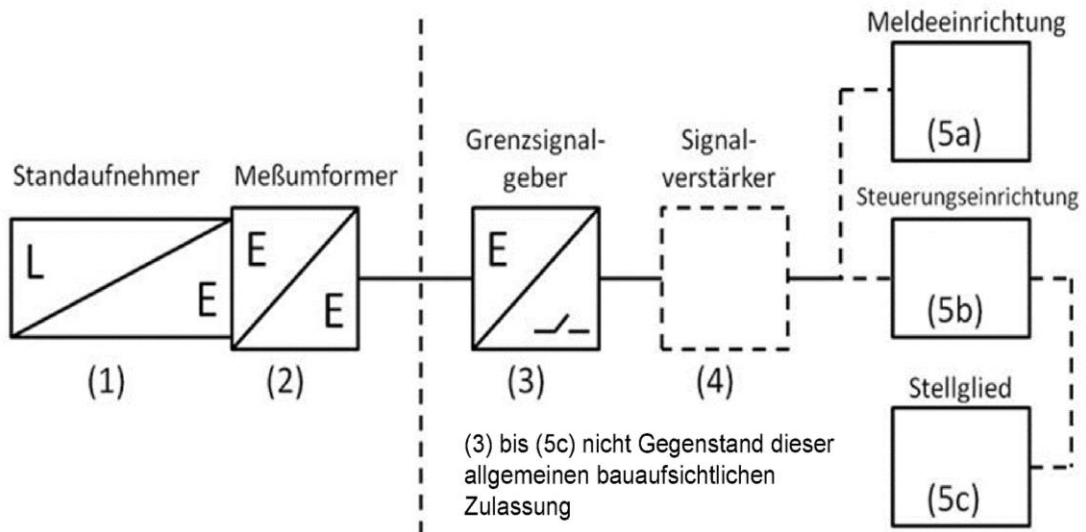 Meldeeinrichtung
(5a)
Grenzsignal-
geber
Signal-
verstärker
Standaufnehmer
Meßumformer
Steuerungseinrichtung
L
E
E
E
E
(5b)
(1)
(2)
(3)
(4)
Stellglied
(5c)
(3) bis (5c) nicht Gegenstand dieser
allgemeinen bauaufsichtlichen
Zulassung